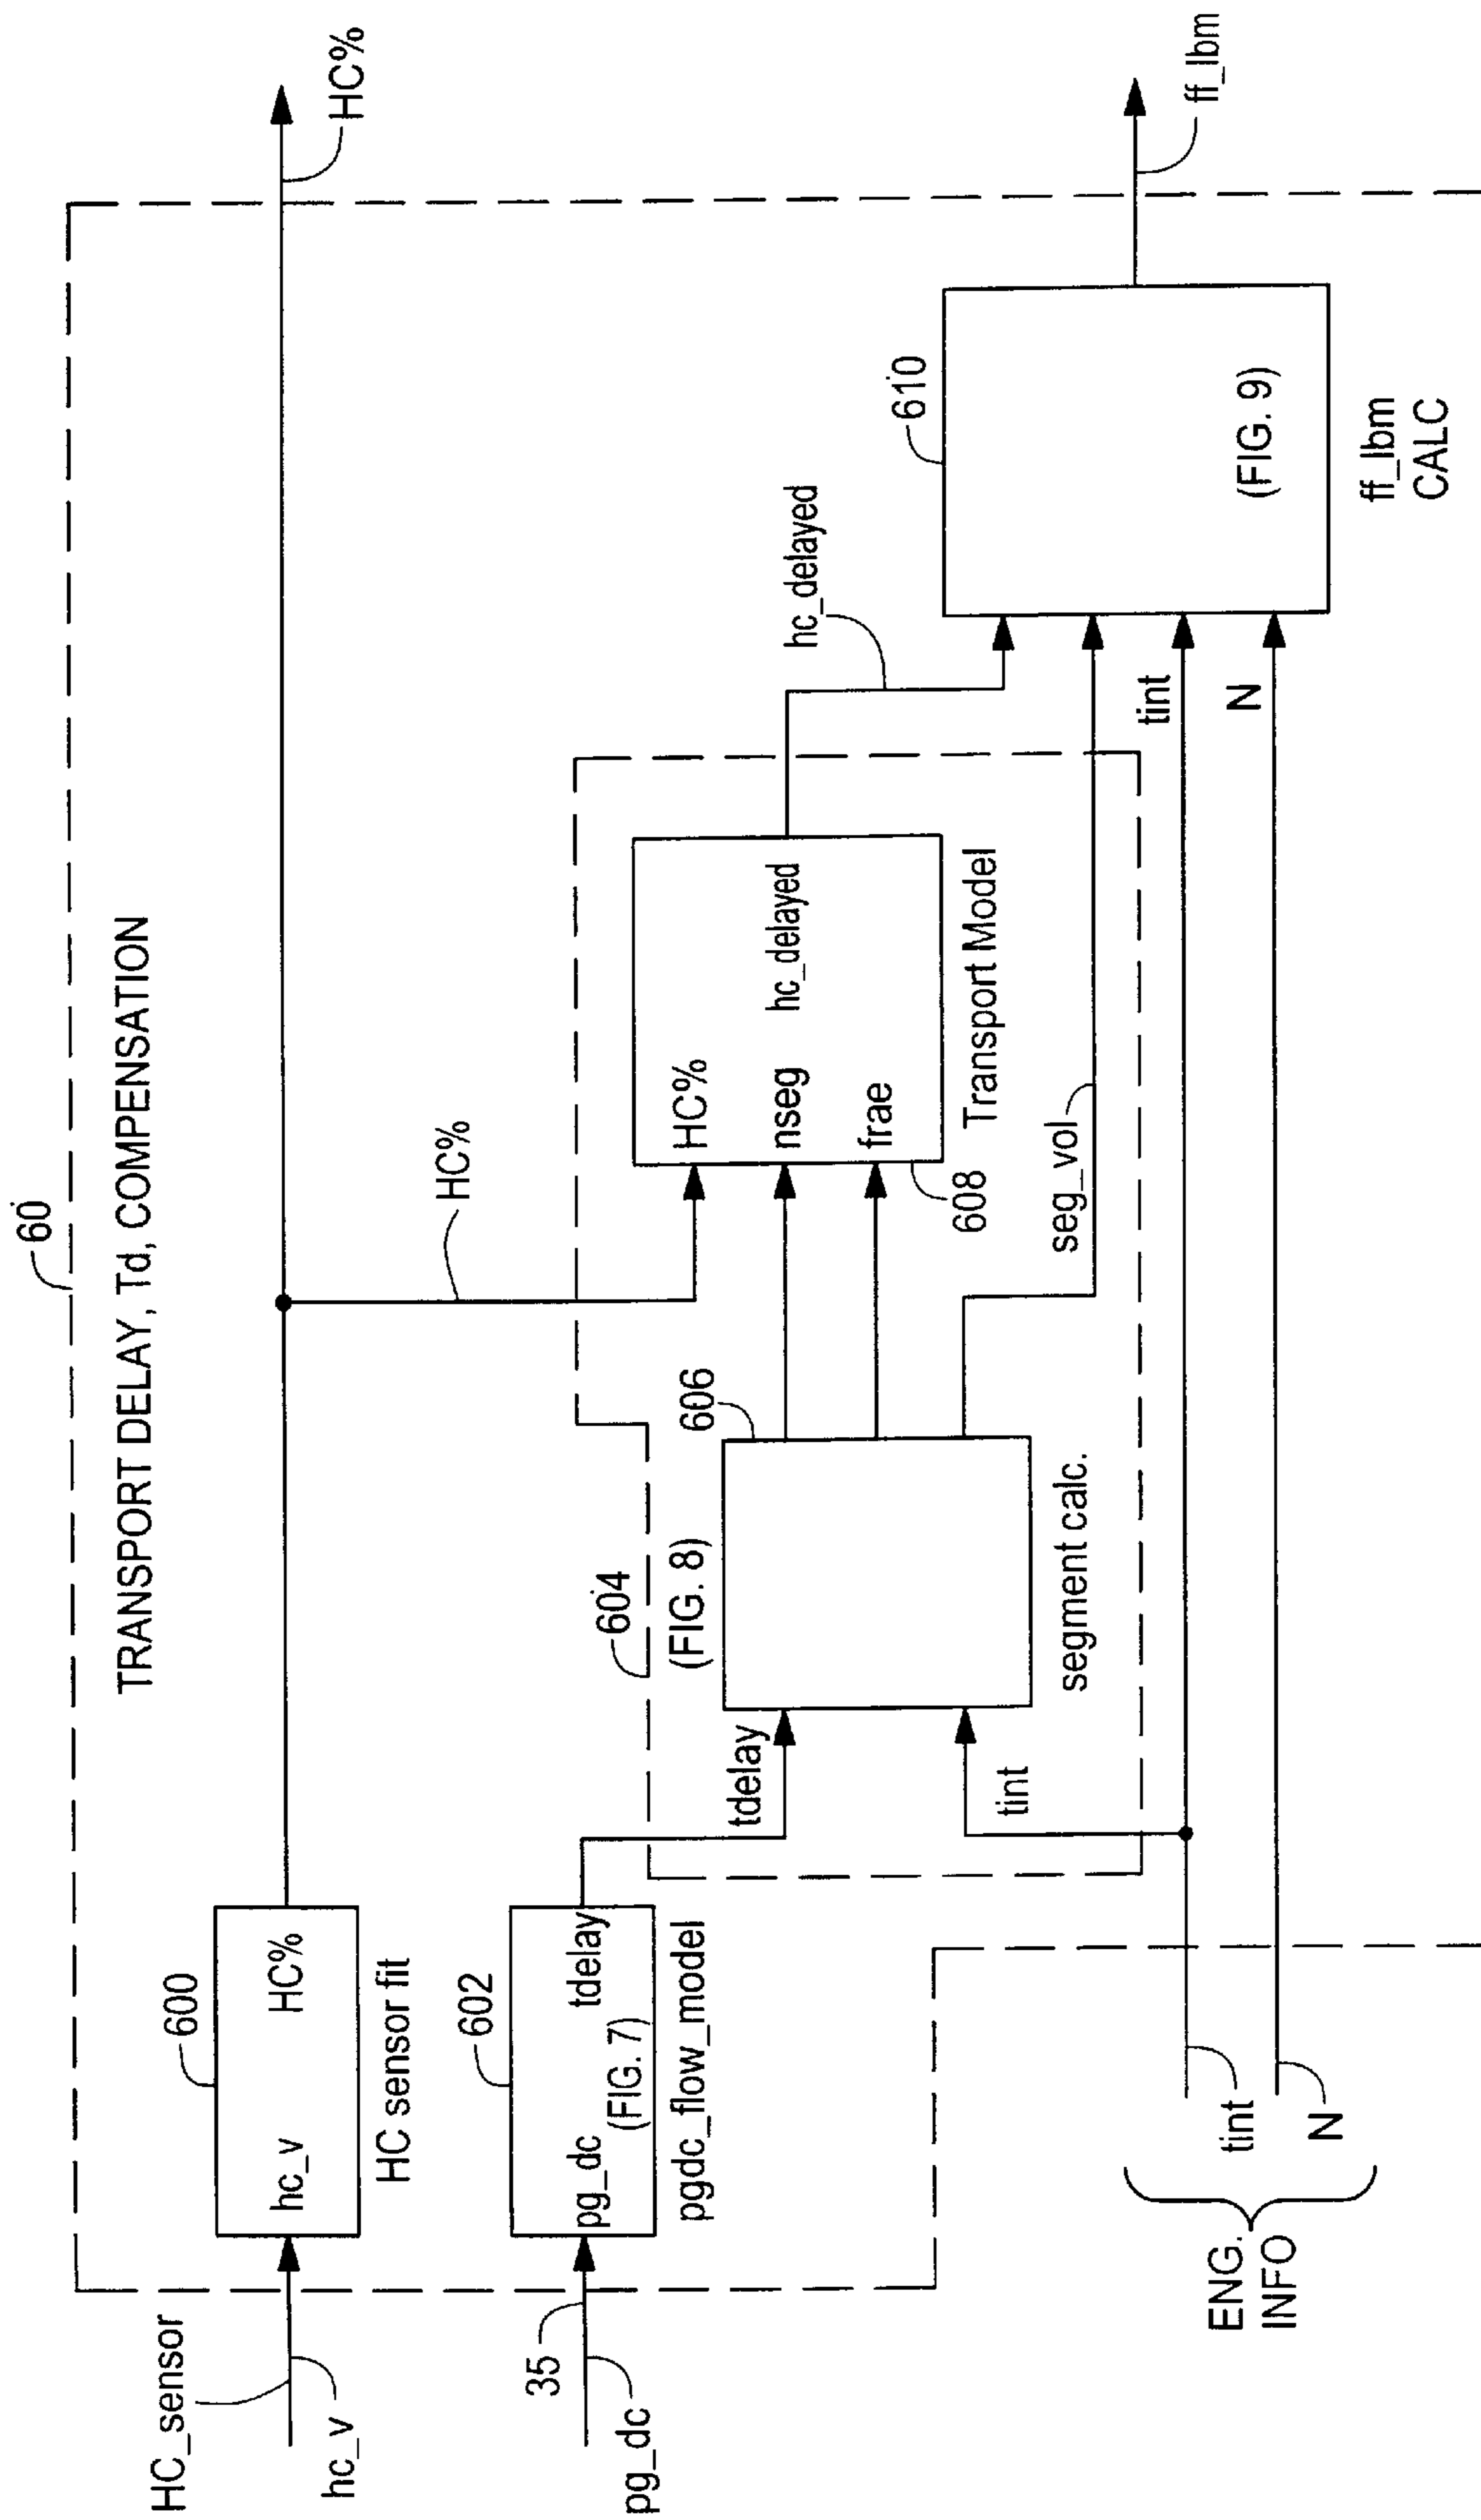 60
TRANSPORT DELAY, Td, COMPENSATION
HC_sensor
hc_v
600
hc_v HC%
HC sensor fit
HC%
HC%
35
pg_dc
602
pg_dc tdelay
(FIG. 7)
pgdc_flow_model
604
(FIG. 8)
606
tdelay
tint
segment calc.
HC%
nseg hc_delayed
frae
608
Transport Model
seg_vol
hc_delayed
610
tint
N
(FIG. 9)
ff_lbm
CALC
ff_lbm
ENG.
INFO
tint
N